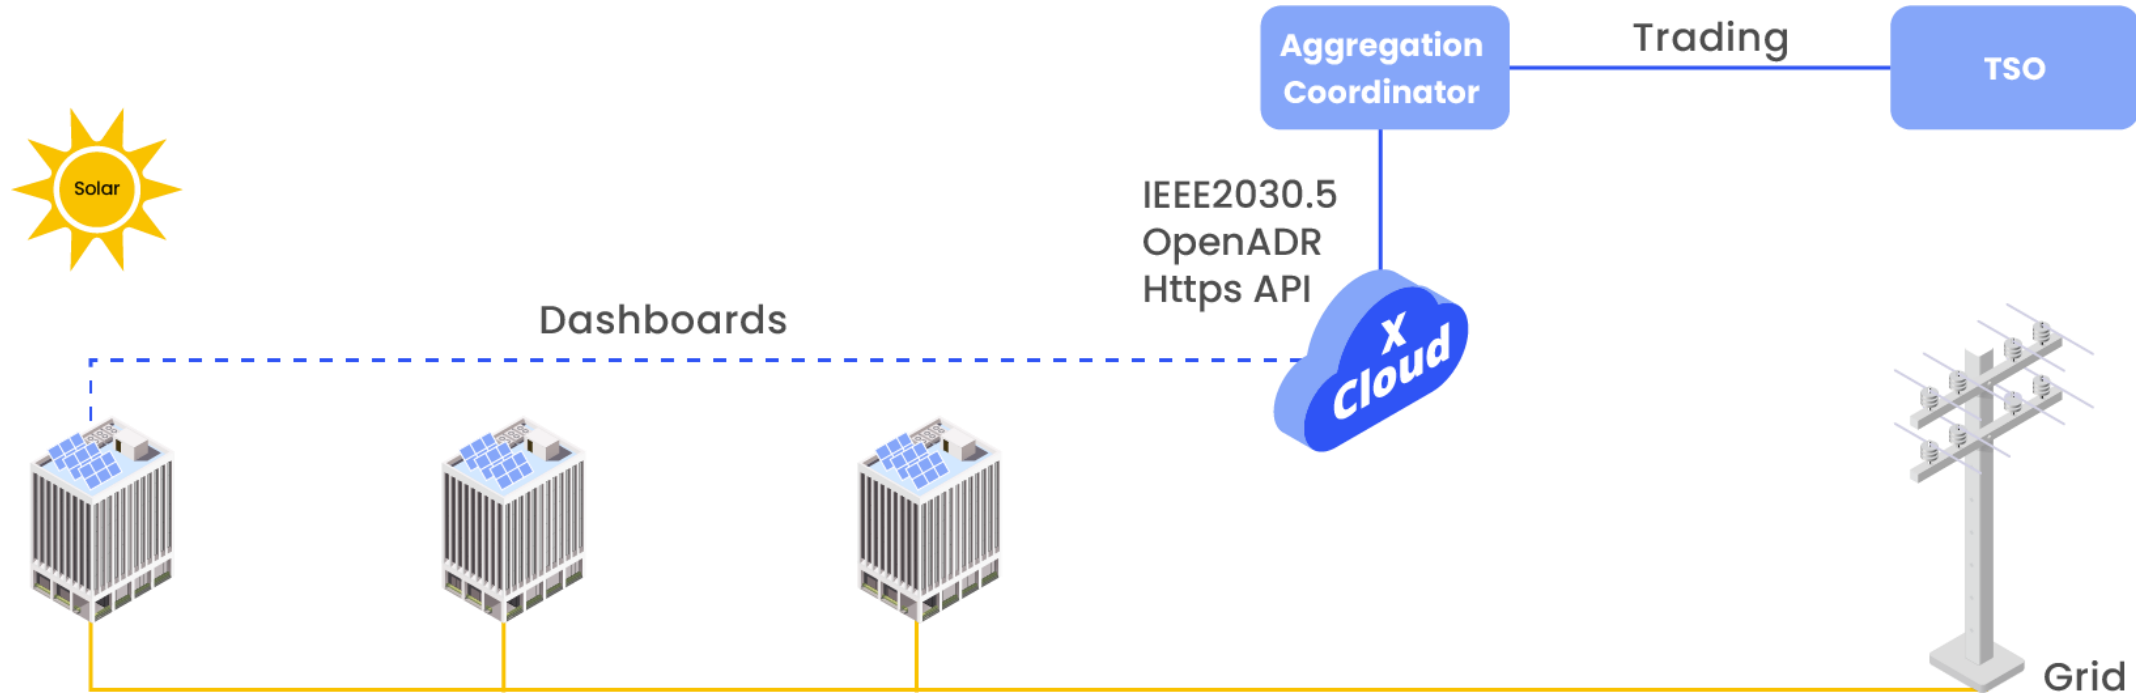 Aggregation
Coordinator
Trading
TSO
Solar
IEEE2030.5
OpenADR
Https API
Dashboards
X
Cloud
Grid